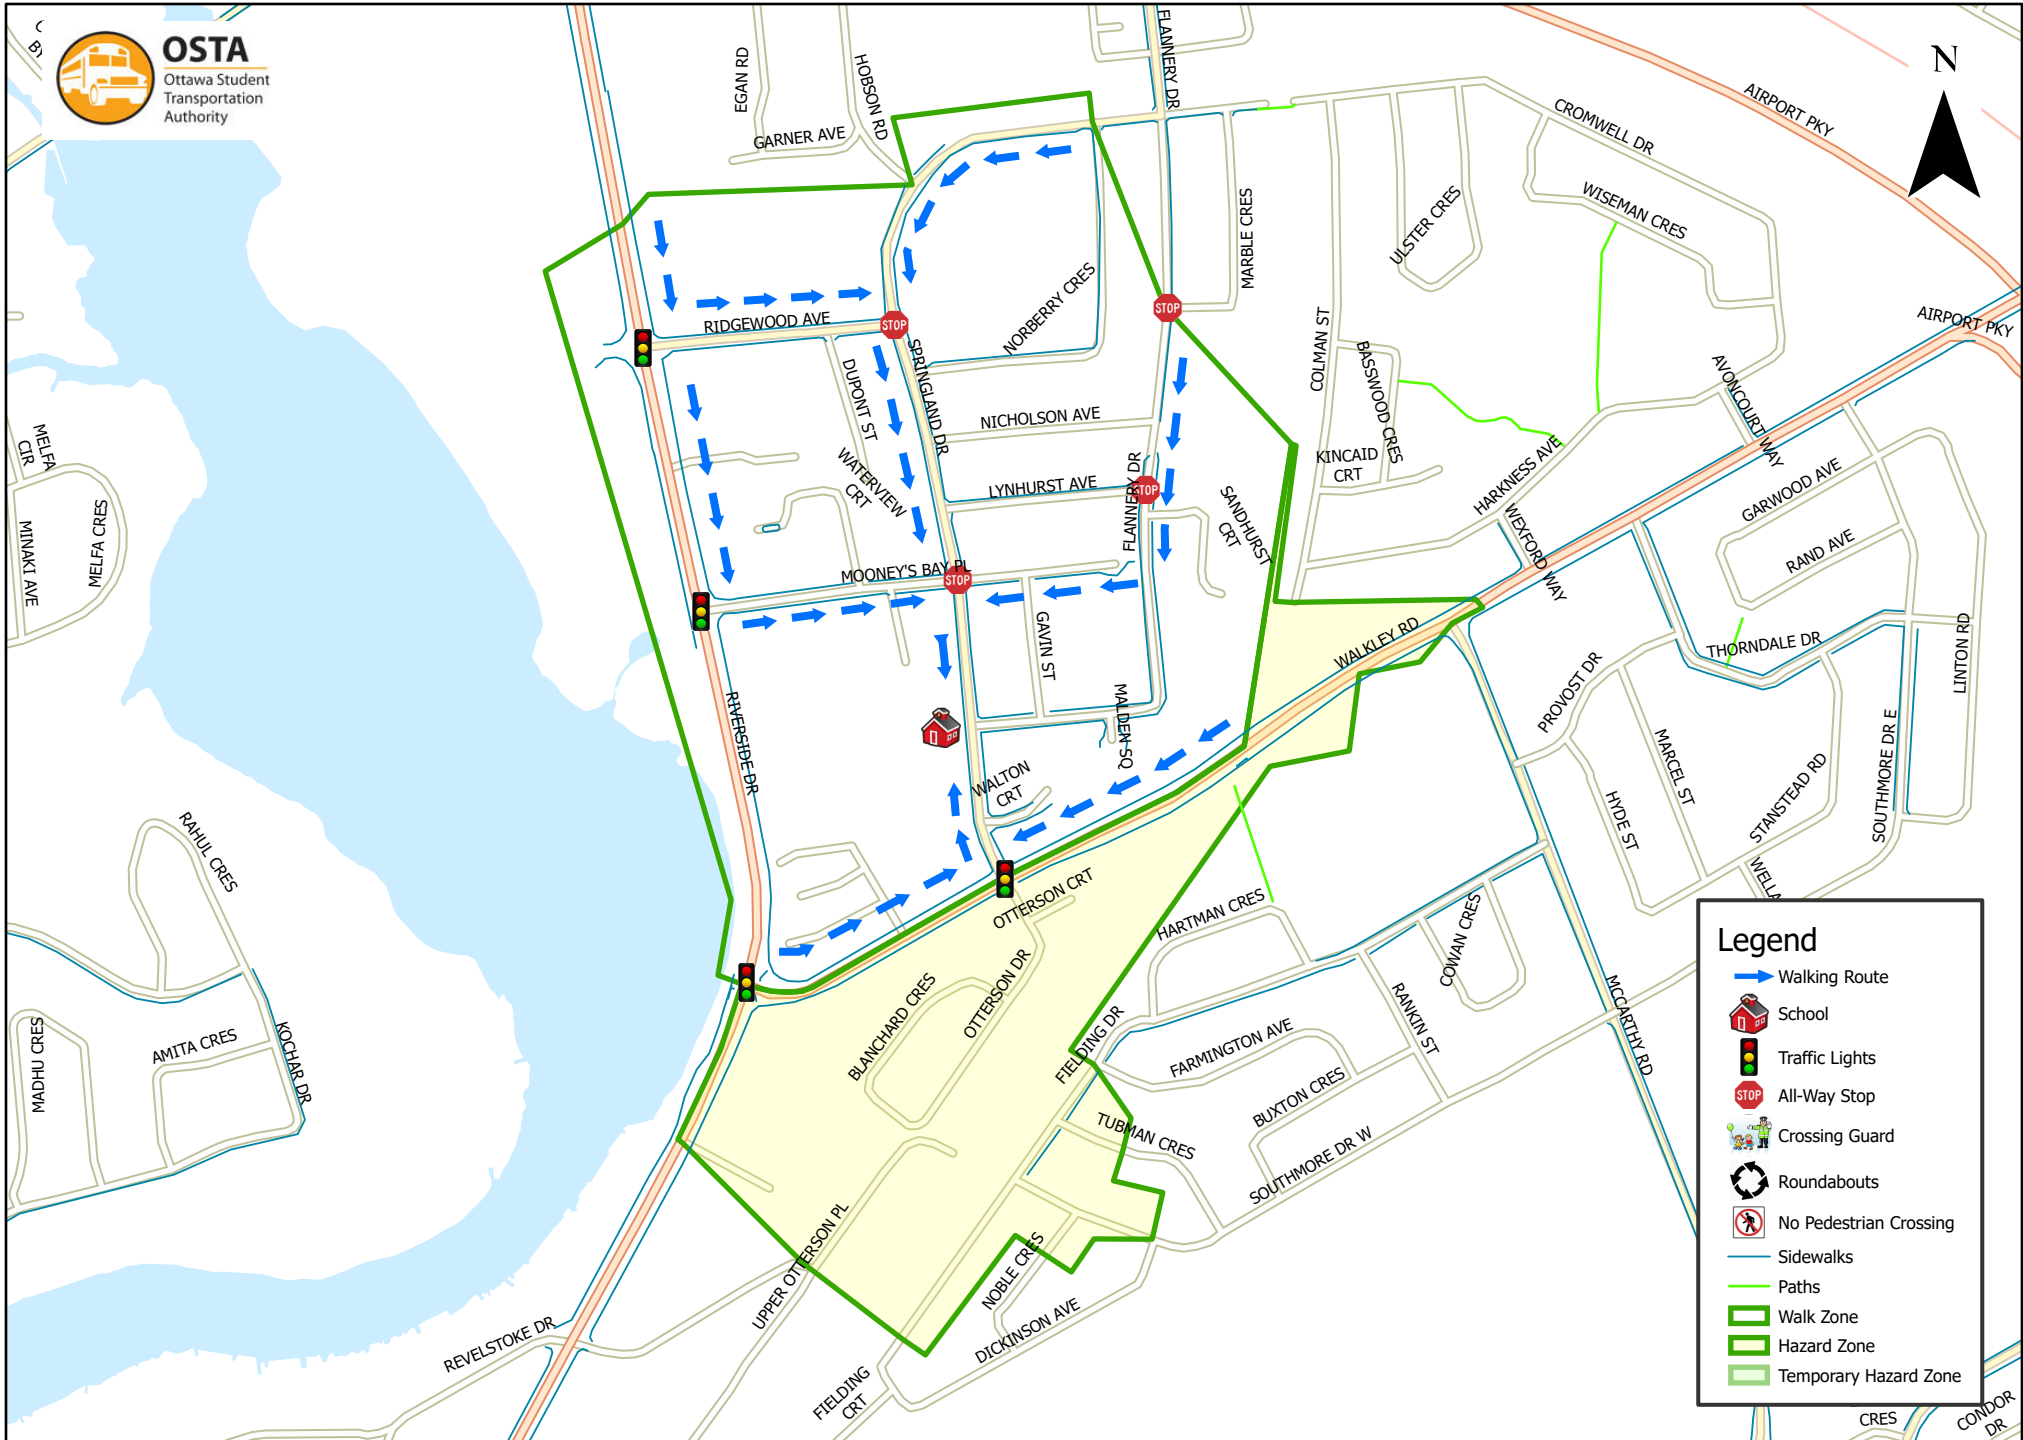 OSTA
Ottawa Student
Transportation
Authority
N
EGAN RD
HOBSON RD
GARNER AVE
FLANNERY DR
AIRPORT PKY
CROMWELL DR
WISEMAN CRES
ULSTER CRES
MARBLE CRES
NORBERRY CRES
RIDGEWOOD AVE
STOP
STOP
SPRINGLAND DR
DUPONT ST
COLMAN ST
BASSWOOD CRES
AIRPORT PKY
AVONCOURT WAY
NICHOLSON AVE
WATERVIEW
CRT
LYNHURST AVE
FLANNERY DR
STOP
SANDHURST
CRT
KINCAID
CRT
HARKNESS AVE
WEXFORD WAY
GARWOOD AVE
RAND AVE
MELFA
CIR
MELFA CRES
MINAKI AVE
MOONEY'S BAY PL
STOP
GAVIN ST
WALKLEY RD
THORNDALE DR
LINTON RD
PROVOST DR
MARCEL ST
HYDE ST
STANSTEAD RD
SOUTHMORE DR E
RIVERSIDE DR
MALDEN SQ
WALTON
CRT
RAHUL CRES
OTTERSON CRT
HARTMAN CRES
COWAN CRES
WELLA
BLANCHARD CRES
OTTERSON DR
FIELDING DR
FARMINGTON AVE
RANKIN ST
MCCARTHY RD
MADHU CRES
AMITA CRES
KOCHAR DR
BUXTON CRES
TUBMAN CRES
SOUTHMORE DR W
UPPER OTTERSON PL
NOBLE CRES
DICKINSON AVE
REVELSTOKE DR
FIELDING
CRT
Legend
Walking Route
School
Traffic Lights
STOP
All-Way Stop
Crossing Guard
Roundabouts
No Pedestrian Crossing
Sidewalks
Paths
Walk Zone
Hazard Zone
Temporary Hazard Zone
CRES
CONDOR
DR